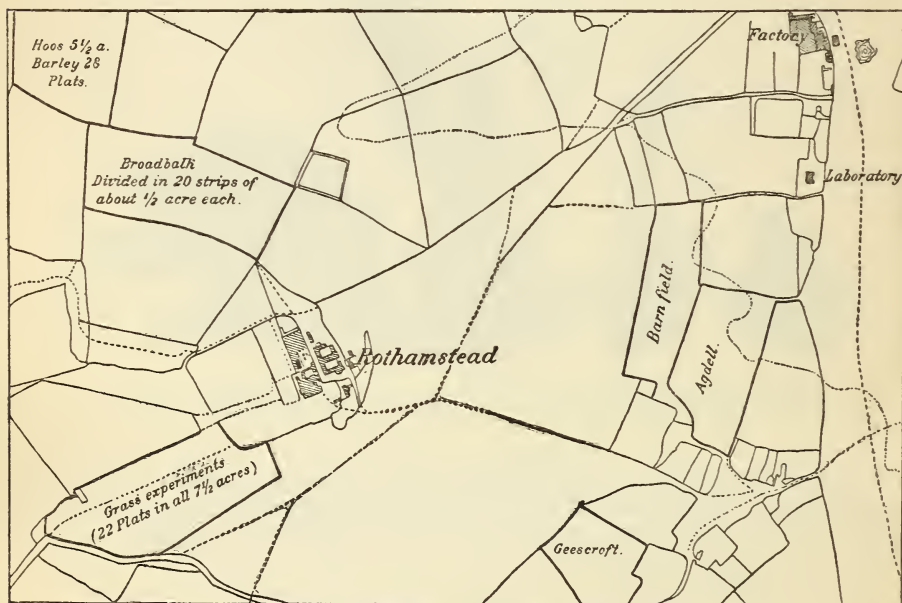 Hoos 5½ a.
Barley 28
Plats.
Factory
Broadbalk
Divided in 20 strips of
about ½ acre each.
Laboratory
Barn field.
Agdell.
Rothamstead
Grass experiments
(22 Plats in all 7½ acres)
Geescroft.